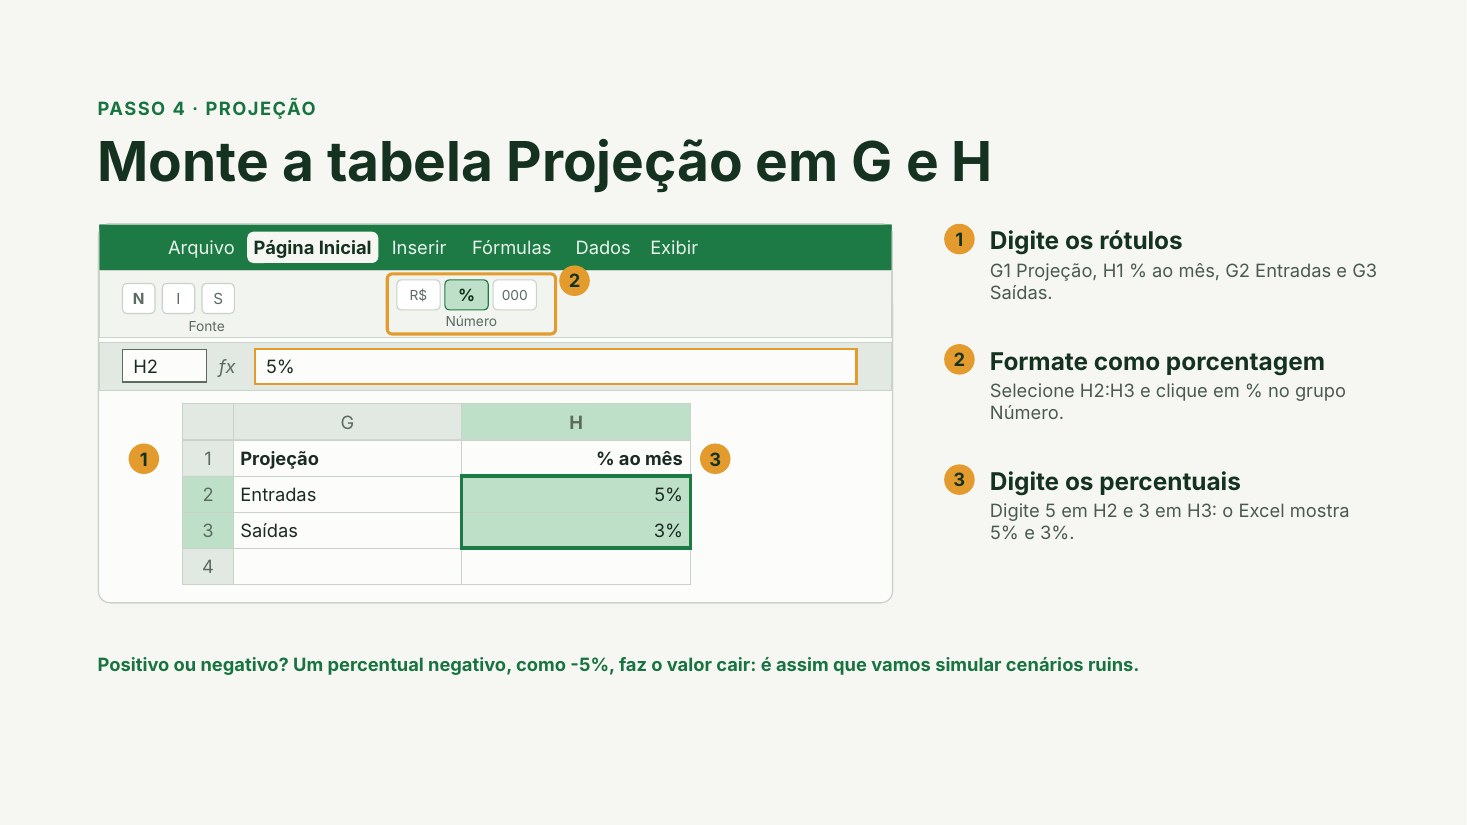 PASSO 4 · PROJEÇÃO
Monte a tabela Projeção em G e H
Arquivo Página Inicial Inserir Fórmulas Dados Exibir
N I S
Fonte
R$ % 000
Número
2
H2 fx 5%
G H
1 Projeção % ao mês
2 Entradas 5%
3 Saídas 3%
4
1
3
1 Digite os rótulos
G1 Projeção, H1 % ao mês, G2 Entradas e G3
Saídas.
2 Formate como porcentagem
Selecione H2:H3 e clique em % no grupo
Número.
3 Digite os percentuais
Digite 5 em H2 e 3 em H3: o Excel mostra
5% e 3%.
Positivo ou negativo? Um percentual negativo, como -5%, faz o valor cair: é assim que vamos simular cenários ruins.